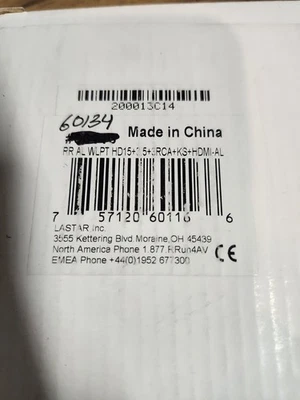 200013C14
60134
Made in China
RR AL WLPT HD15+3.5+3RCA+KS+HDMI-AL
7 57120 60116 6
LASTAR Inc.
3555 Kettering Blvd. Moraine, OH 45439
North America Phone 1.877.RRun4AV
EMEA Phone +44(0)1952 677300 CE